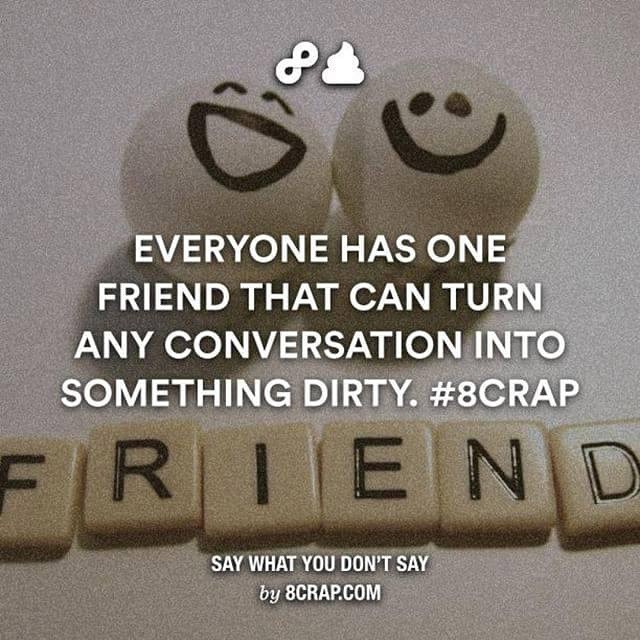 EVERYONE HAS ONE
FRIEND THAT CAN TURN
ANY CONVERSATION INTO
SOMETHING DIRTY. #8CRAP
FRIEND
SAY WHAT YOU DON'T SAY
by 8CRAP.COM